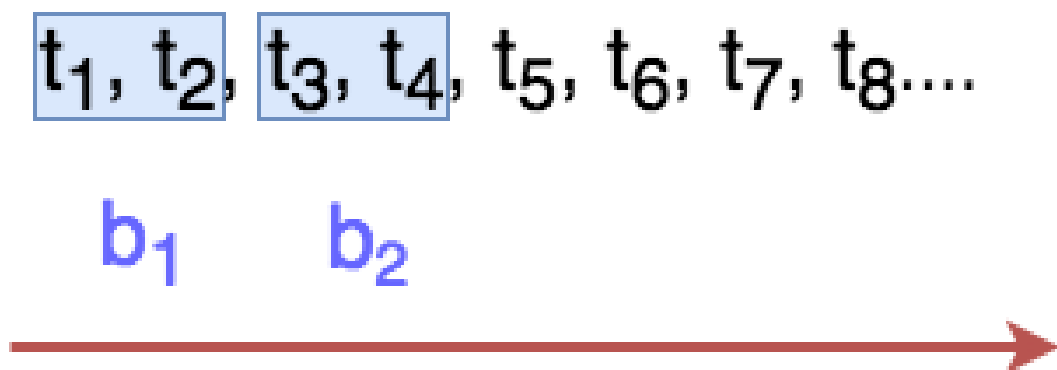 t₁, t₂, t₃, t₄, t₅, t₆, t₇, t₈....
b₁ b₂